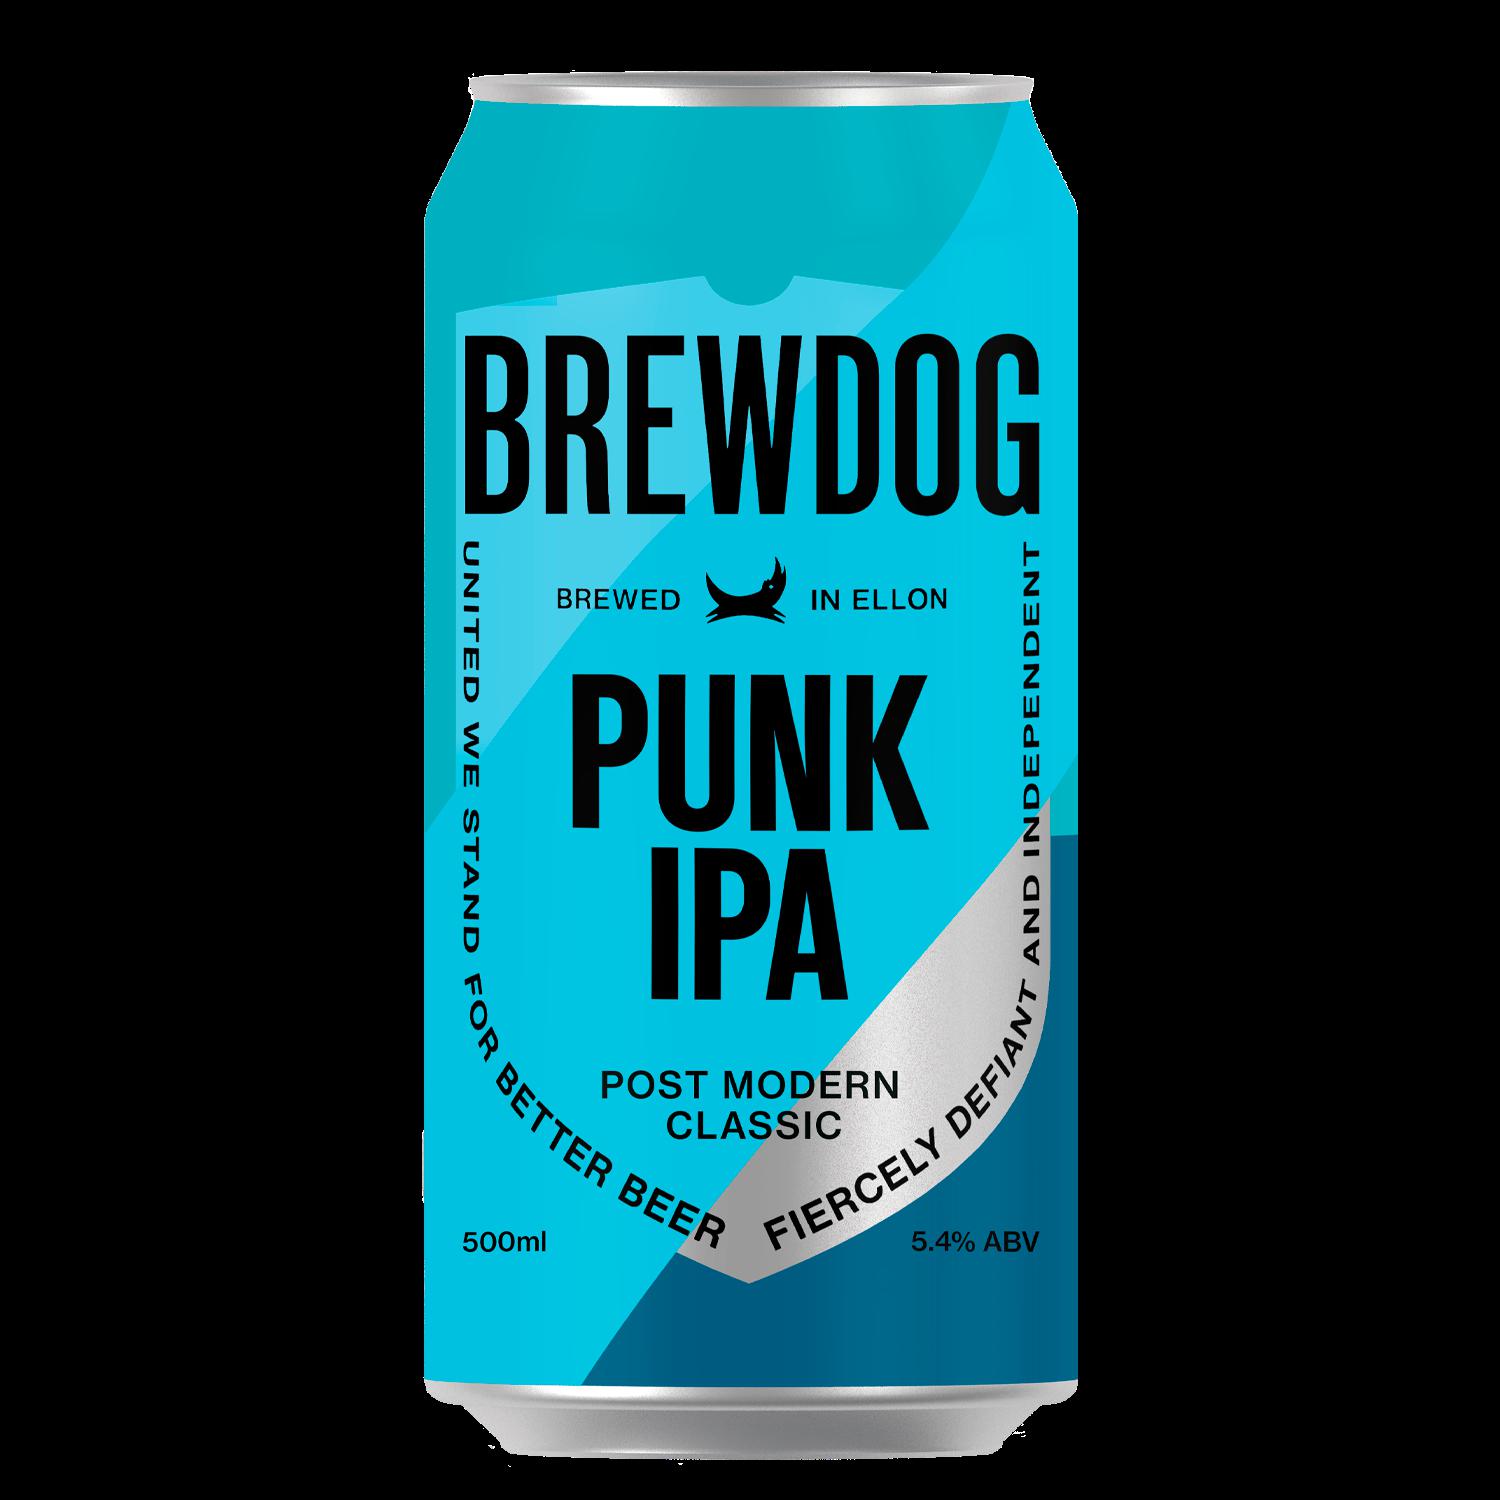 BREWDOG
BREWED IN ELLON
PUNK
IPA
POST MODERN
CLASSIC
UNITED WE STAND FOR BETTER BEER
FIERCELY DEFIANT AND INDEPENDENT
500ml
5.4% ABV